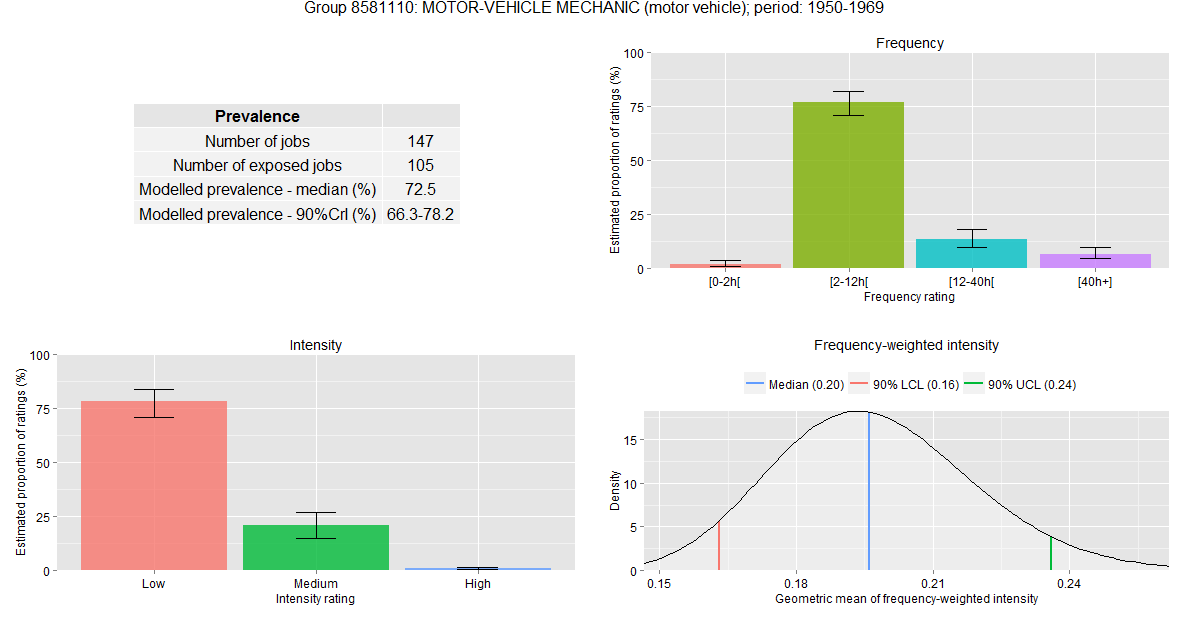 Group 8581110: MOTOR-VEHICLE MECHANIC (motor vehicle); period: 1950-1969
Prevalence
Number of jobs 147
Number of exposed jobs 105
Modelled prevalence - median (%) 72.5
Modelled prevalence - 90%CrI (%) 66.3-78.2
Frequency
Estimated proportion of ratings (%)
100
75
50
25
0
[0-2h[ [2-12h[ [12-40h[ [40h+]
Frequency rating
Intensity
Estimated proportion of ratings (%)
100
75
50
25
0
Low Medium High
Intensity rating
Frequency-weighted intensity
Median (0.20) 90% LCL (0.16) 90% UCL (0.24)
Density
15
10
5
0
0.15 0.18 0.21 0.24
Geometric mean of frequency-weighted intensity